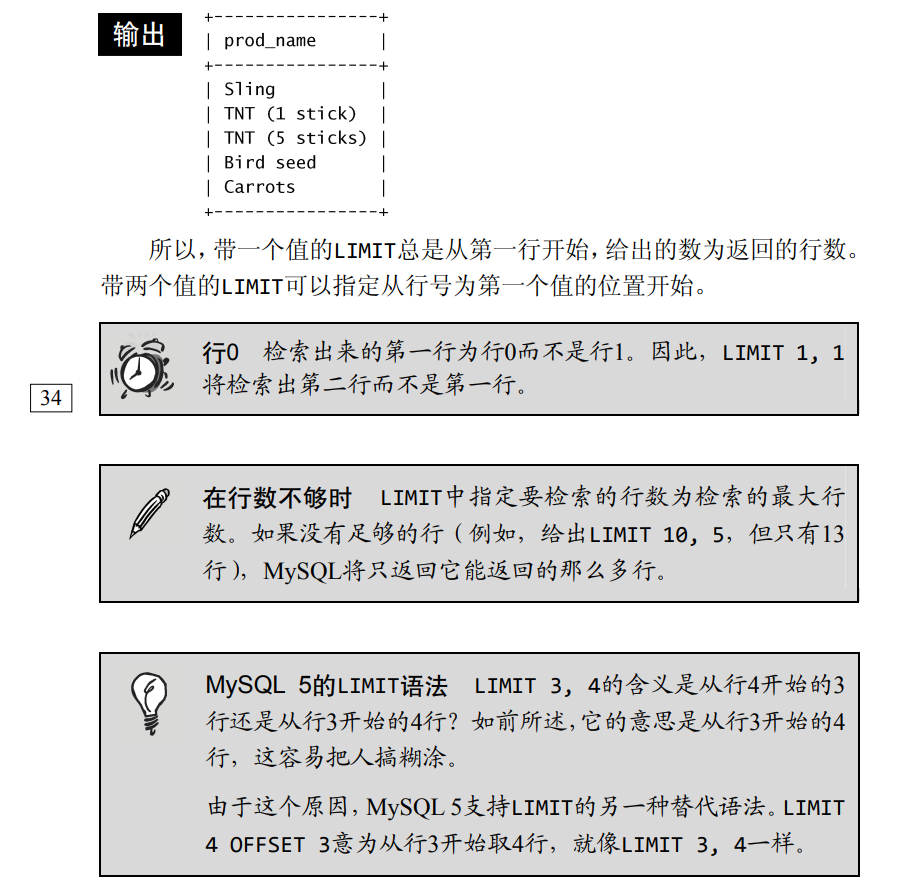 输出
+----------------+
| prod_name      |
+----------------+
| Sling          |
| TNT (1 stick)  |
| TNT (5 sticks) |
| Bird seed      |
| Carrots        |
+----------------+
所以，带一个值的LIMIT总是从第一行开始，给出的数为返回的行数。
带两个值的LIMIT可以指定从行号为第一个值的位置开始。
行0 检索出来的第一行为行0而不是行1。因此，LIMIT 1, 1
将检索出第二行而不是第一行。
34
在行数不够时 LIMIT中指定要检索的行数为检索的最大行
数。如果没有足够的行（例如，给出LIMIT 10, 5，但只有13
行），MySQL将只返回它能返回的那么多行。
MySQL 5的LIMIT语法 LIMIT 3, 4的含义是从行4开始的3
行还是从行3开始的4行？如前所述，它的意思是从行3开始的4
行，这容易把人搞糊涂。
由于这个原因，MySQL 5支持LIMIT的另一种替代语法。LIMIT
4 OFFSET 3意为从行3开始取4行，就像LIMIT 3, 4一样。